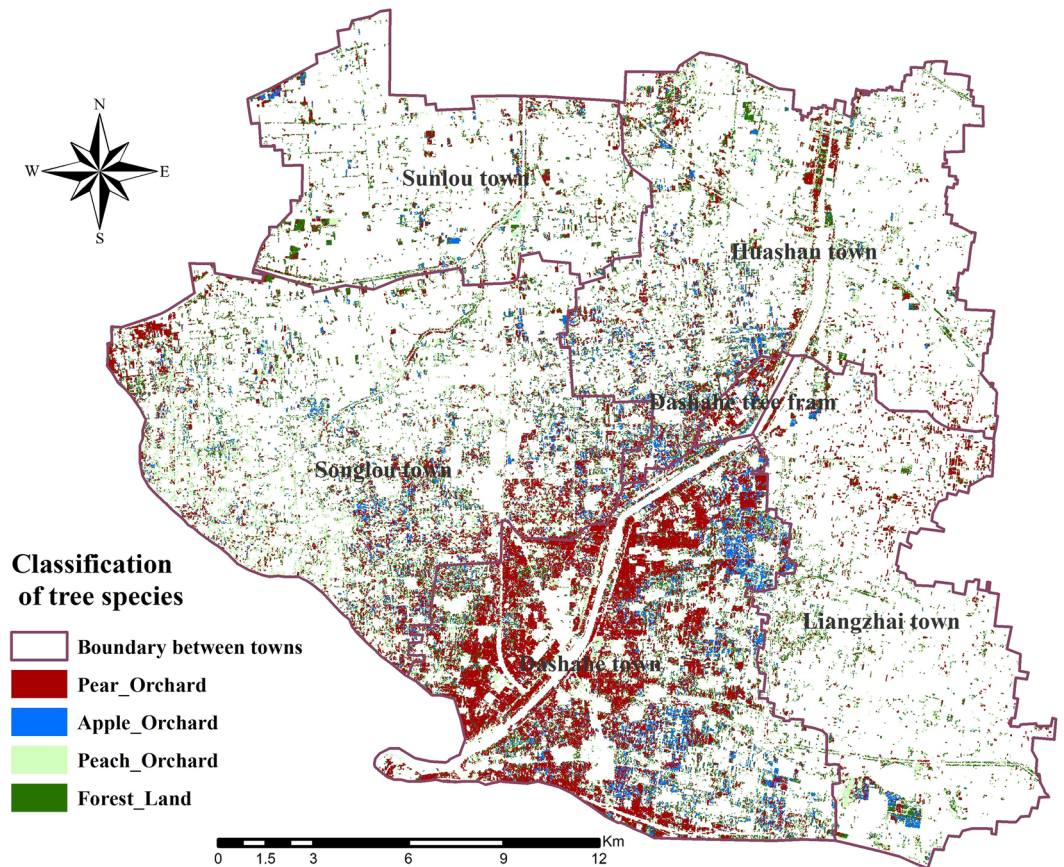 N
W
E
S
Sunlou town
Huashan town
Dashahe tree fram
Songlou town
Liangzhai town
Dashahe town
Classification
of tree species
Boundary between towns
Pear_Orchard
Apple_Orchard
Peach_Orchard
Forest_Land
Km
0 1.5 3 6 9 12